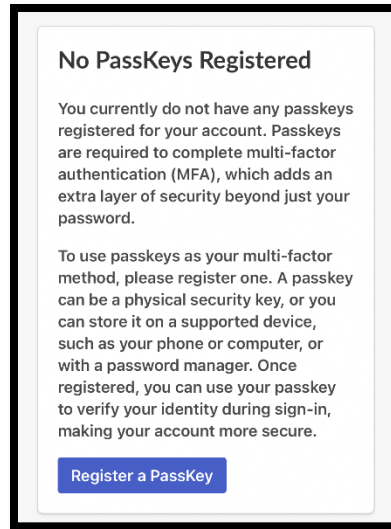 No PassKeys Registered
You currently do not have any passkeys
registered for your account. Passkeys
are required to complete multi-factor
authentication (MFA), which adds an
extra layer of security beyond just your
password.
To use passkeys as your multi-factor
method, please register one. A passkey
can be a physical security key, or you
can store it on a supported device,
such as your phone or computer, or
with a password manager. Once
registered, you can use your passkey
to verify your identity during sign-in,
making your account more secure.
Register a PassKey